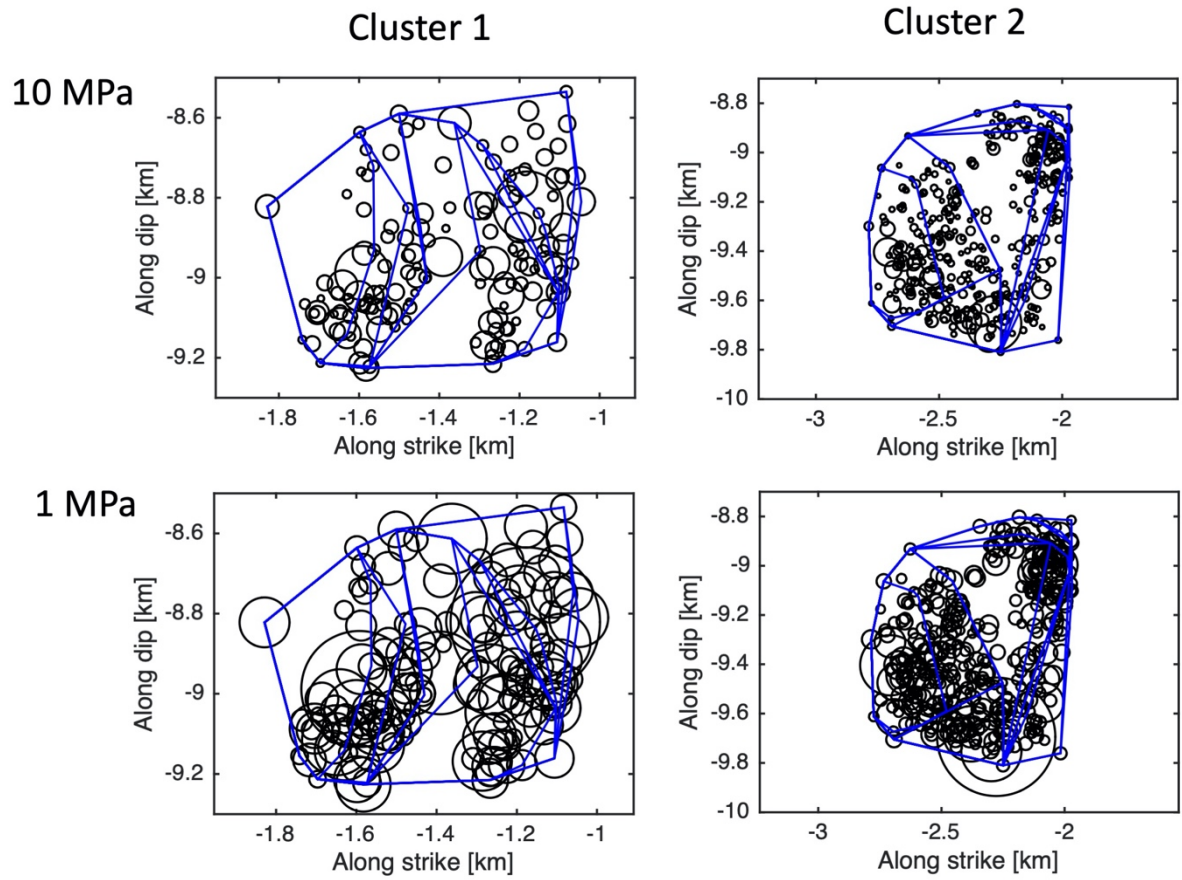 Cluster 1
Cluster 2
10 MPa
-8.6
-8.8
-9
-9.2
Along dip [km]
-1.8 -1.6 -1.4 -1.2 -1
Along strike [km]
-8.8
-9
-9.2
-9.4
-9.6
-9.8
-10
Along dip [km]
-3 -2.5 -2
Along strike [km]
1 MPa
-8.6
-8.8
-9
-9.2
Along dip [km]
-1.8 -1.6 -1.4 -1.2 -1
Along strike [km]
-8.8
-9
-9.2
-9.4
-9.6
-9.8
-10
Along dip [km]
-3 -2.5 -2
Along strike [km]